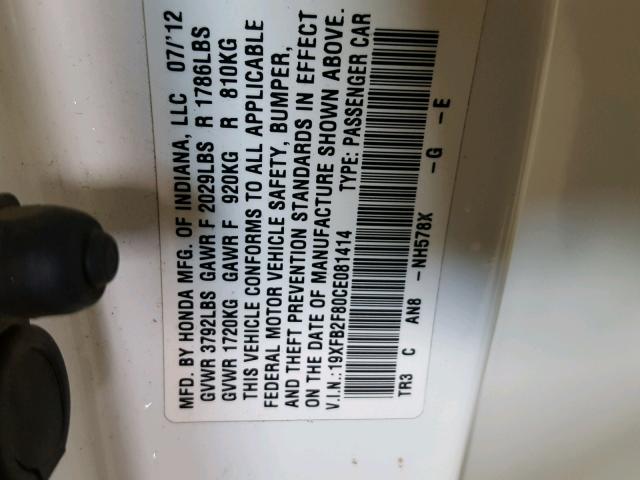 MFD. BY HONDA MFG. OF INDIANA, LLC 07/'12
GVWR 3792LBS GAWR F 2029LBS R 1786LBS
GVWR 1720KG GAWR F 920KG R 810KG
THIS VEHICLE CONFORMS TO ALL APPLICABLE
FEDERAL MOTOR VEHICLE SAFETY, BUMPER,
AND THEFT PREVENTION STANDARDS IN EFFECT
ON THE DATE OF MANUFACTURE SHOWN ABOVE.
V.I.N.:19XFB2F80CE081414 TYPE: PASSENGER CAR
TR3 C AN8 -NH578X -G -E